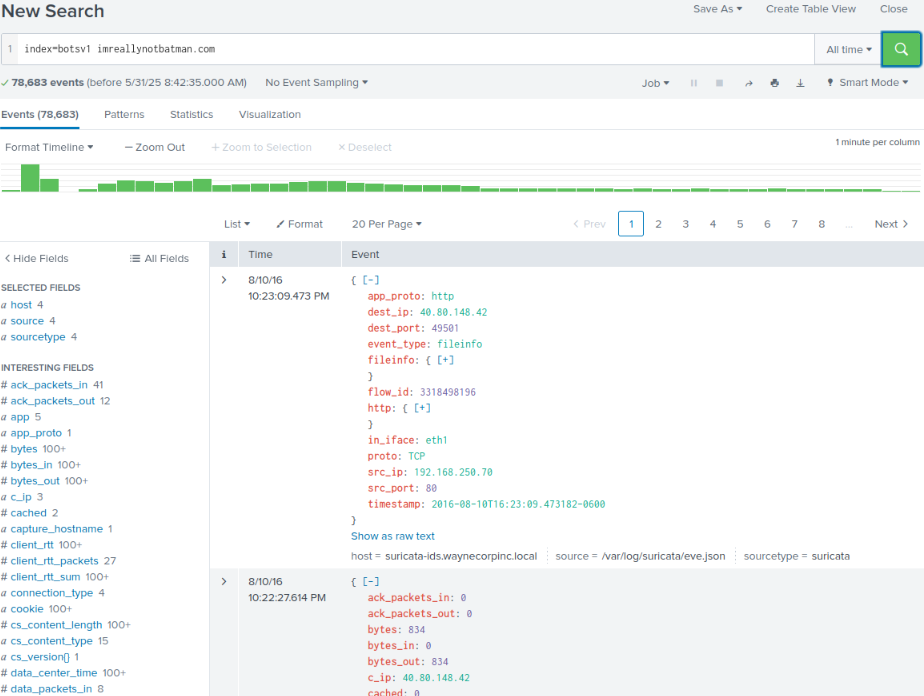 New Search
Save As ▾ Create Table View Close
1 index=botsv1 imreallynotbatman.com
All time ▾
✓ 78,683 events (before 5/31/25 8:42:35.000 AM) No Event Sampling ▾
Job ▾ Smart Mode ▾
Events (78,683) Patterns Statistics Visualization
Format Timeline ▾ — Zoom Out + Zoom to Selection × Deselect
1 minute per column
List ▾ Format 20 Per Page ▾
< Prev 1 2 3 4 5 6 7 8 ... Next >
< Hide Fields All Fields
SELECTED FIELDS
a host 4
a source 4
a sourcetype 4
INTERESTING FIELDS
# ack_packets_in 41
# ack_packets_out 12
a app 5
a app_proto 1
# bytes 100+
# bytes_in 100+
# bytes_out 100+
a c_ip 3
# cached 2
a capture_hostname 1
# client_rtt 100+
# client_rtt_packets 27
# client_rtt_sum 100+
a connection_type 4
a cookie 100+
# cs_content_length 100+
a cs_content_type 15
a cs_version[] 1
# data_center_time 100+
# data_packets_in 8
i Time Event
> 8/10/16
10:23:09.473 PM
{ [-]
app_proto: http
dest_ip: 40.80.148.42
dest_port: 49501
event_type: fileinfo
fileinfo: { [+]
}
flow_id: 3318498196
http: { [+]
}
in_iface: eth1
proto: TCP
src_ip: 192.168.250.70
src_port: 80
timestamp: 2016-08-10T16:23:09.473182-0600
}
Show as raw text
host = suricata-ids.waynecorpinc.local source = /var/log/suricata/eve.json sourcetype = suricata
> 8/10/16
10:22:27.614 PM
{ [-]
ack_packets_in: 0
ack_packets_out: 0
bytes: 834
bytes_in: 0
bytes_out: 834
c_ip: 40.80.148.42
cached: 0